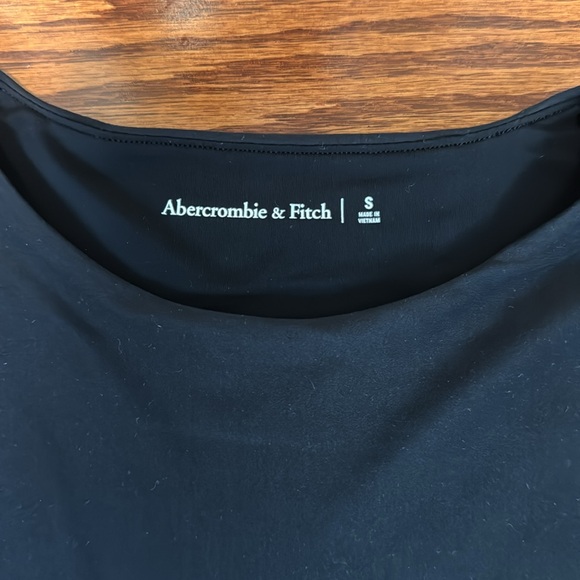 Abercrombie & Fitch | S
MADE IN
VIETNAM